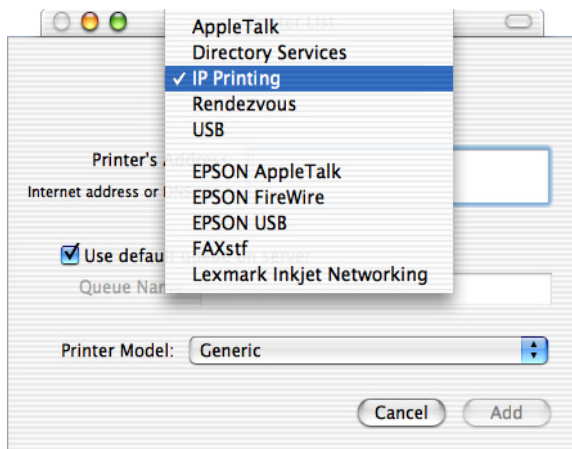 AppleTalk
Directory Services
✓ IP Printing
Rendezvous
USB
EPSON AppleTalk
EPSON FireWire
EPSON USB
FAXstf
Lexmark Inkjet Networking
Printer's
Internet address or
Use defau
server
Queue Nam
Printer Model: Generic
Cancel Add